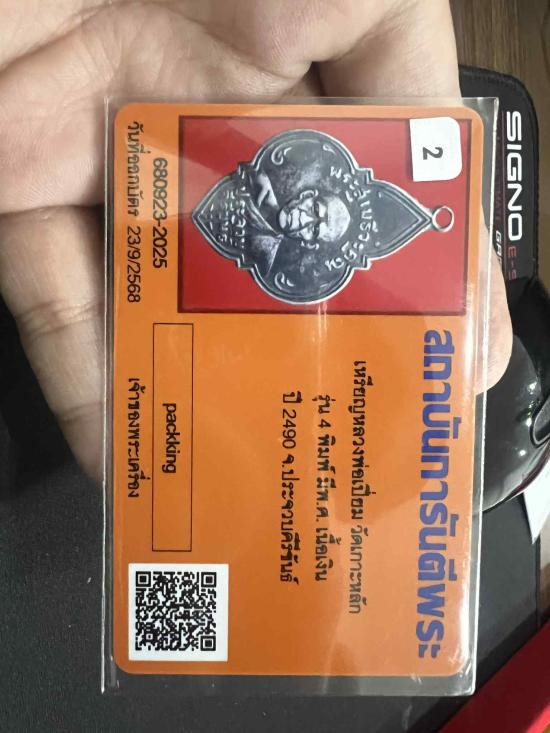 สถาบันการันตีพระ
เหรียญหลวงพ่อเปี่ยม วัดเกาะหลัก
รุ่น 4 พิมพ์ มีพ.ศ. เนื้อเงิน
ปี 2490 จ.ประจวบคีรีขันธ์
2
680923-2025
วันที่ออกบัตร 23/9/2568
packking
เจ้าของพระเครื่อง
SIGNO
E-S